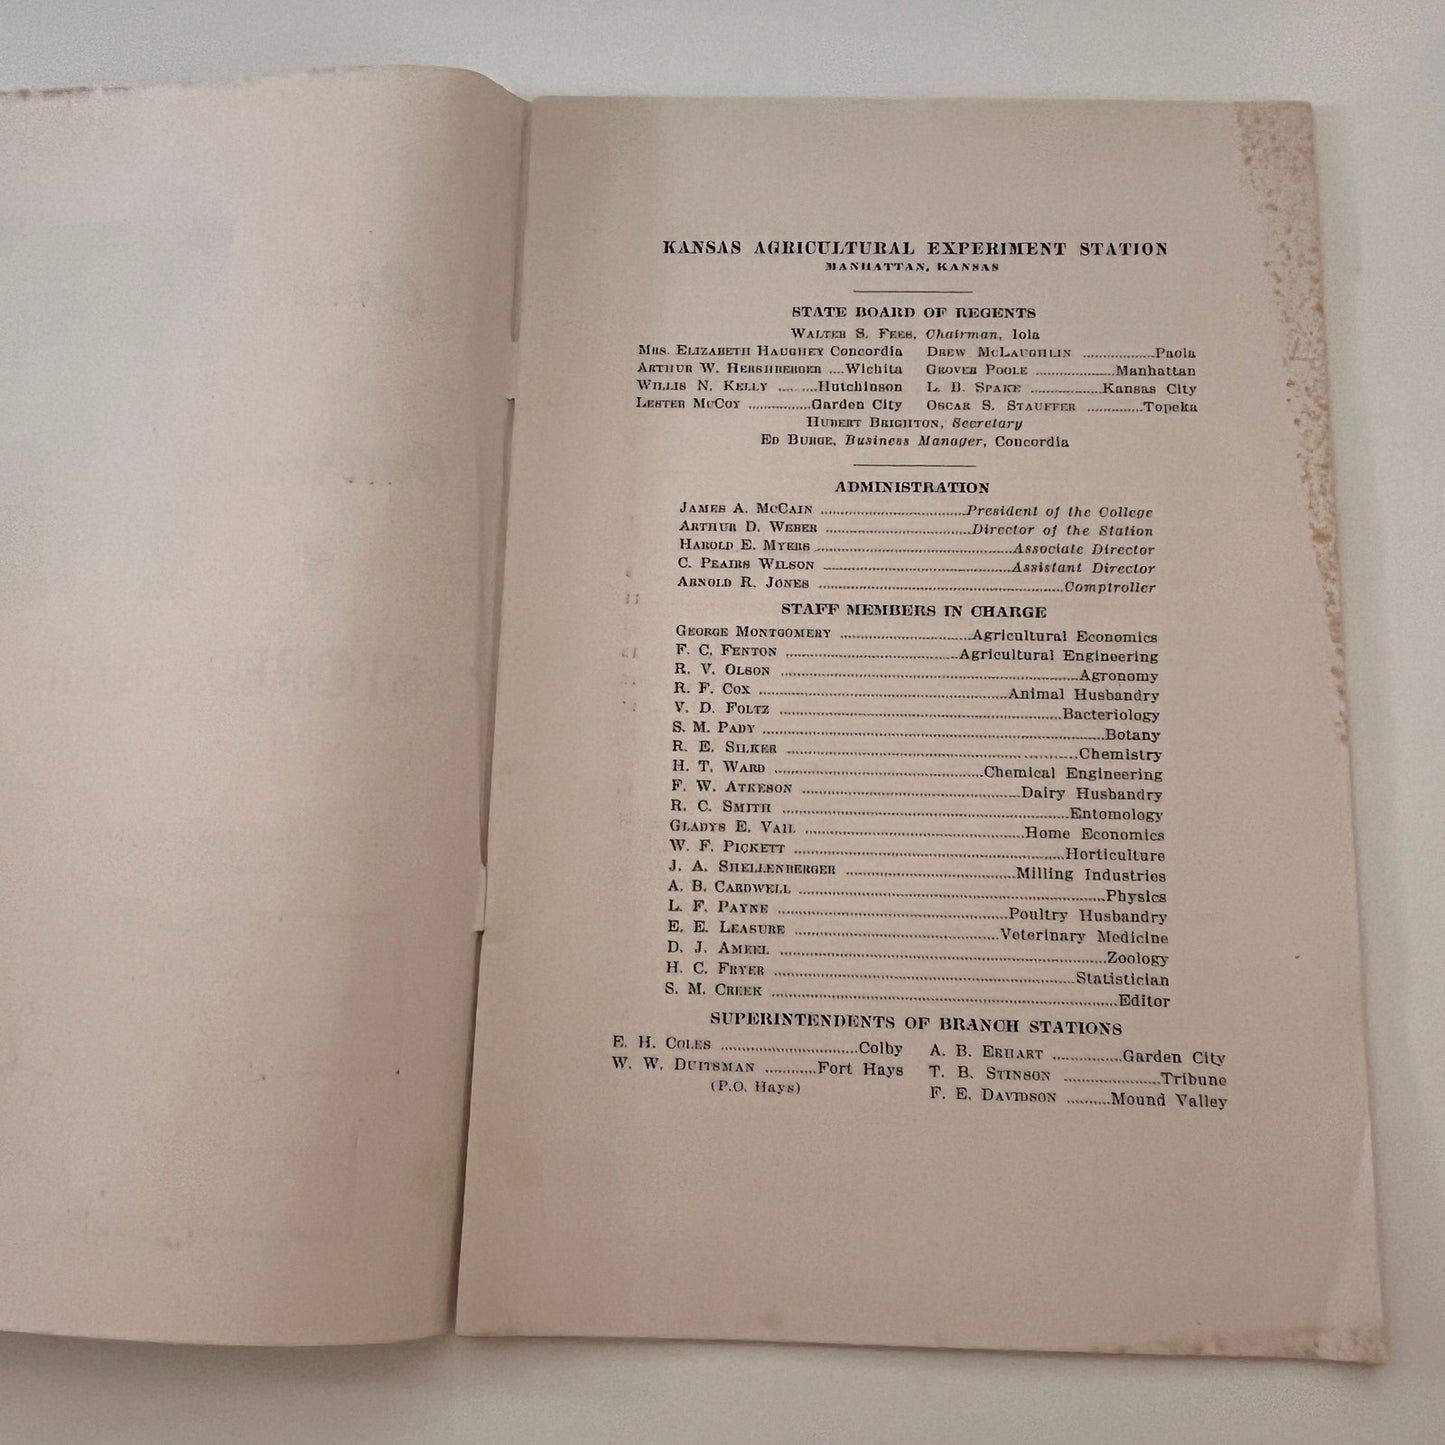 KANSAS AGRICULTURAL EXPERIMENT STATION
MANHATTAN, KANSAS
STATE BOARD OF REGENTS
WALTER S. FEES, Chairman, Iola
MRS. ELIZABETH HAUGHEY Concordia DREW MCLAUGHLIN ..................Paola
ARTHUR W. HERSHBERGER ....Wichita GROVER POOLE ....................Manhattan
WILLIS N. KELLY ..........Hutchinson L. B. SPAKE ..................Kansas City
LESTER MCCOY ................Garden City OSCAR S. STAUFFER ..............Topeka
HUBERT BRIGHTON, Secretary
ED BURGE, Business Manager, Concordia
ADMINISTRATION
JAMES A. MCCAIN ....................................President of the College
ARTHUR D. WEBER ....................................Director of the Station
HAROLD E. MYERS ..................................................Associate Director
C. PEAIRS WILSON ...............................................Assistant Director
ARNOLD R. JONES ..............................................................Comptroller
STAFF MEMBERS IN CHARGE
GEORGE MONTGOMERY .................................Agricultural Economics
F. C. FENTON ...........................................Agricultural Engineering
R. V. OLSON ..........................................................................Agronomy
R. F. COX ..............................................................Animal Husbandry
V. D. FOLTZ ......................................................................Bacteriology
S. M. PADY .....................................................................................Botany
R. E. SILKER ........................................................................Chemistry
H. T. WARD ....................................................Chemical Engineering
F. W. ATKESON ......................................................Dairy Husbandry
R. C. SMITH .......................................................................Entomology
GLADYS E. VAIL ......................................................Home Economics
W. F. PICKETT ...................................................................Horticulture
J. A. SHELLENBERGER ..........................................Milling Industries
A. B. CARDWELL ............................................................................Physics
L. F. PAYNE .........................................................Poultry Husbandry
E. E. LEASURE ..................................................Veterinary Medicine
D. J. AMEEL .................................................................................Zoology
H. C. FRYER ..........................................................................Statistician
S. M. CREEK .....................................................................................Editor
SUPERINTENDENTS OF BRANCH STATIONS
E. H. COLES ..................................Colby A. B. ERHART .................Garden City
W. W. DUITSMAN ............Fort Hays T. B. STINSON ........................Tribune
(P.O. Hays) F. E. DAVIDSON ..........Mound Valley